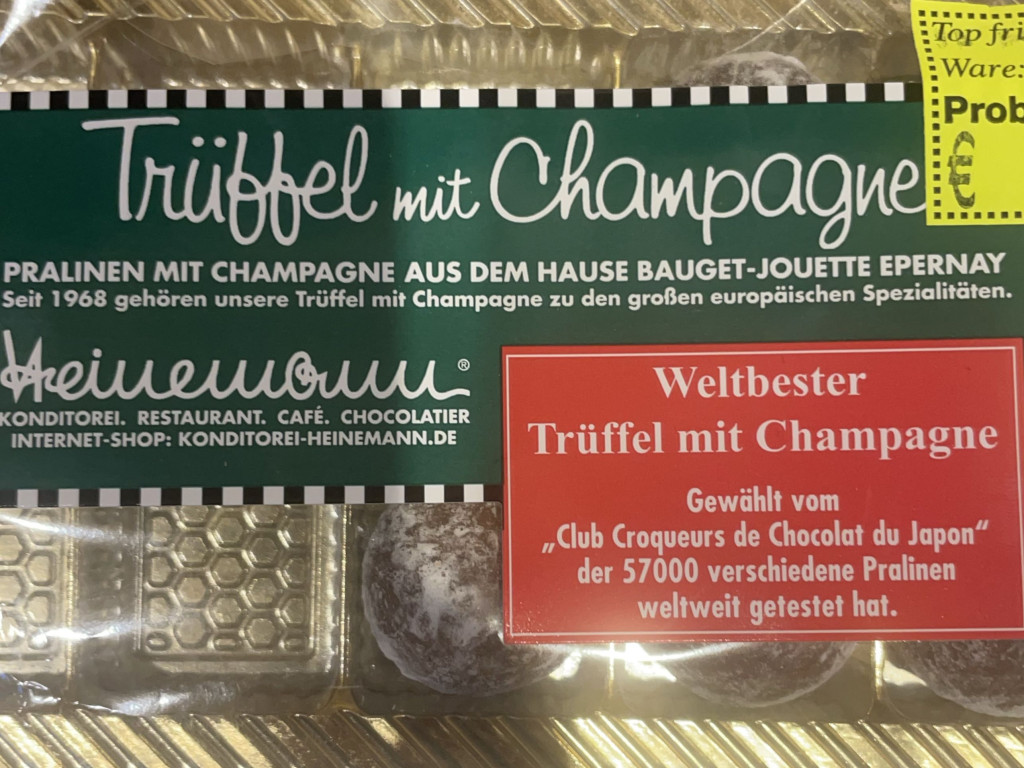 Top
Ware:
€
Trüffel mit Champagne
PRALINEN MIT CHAMPAGNE AUS DEM HAUSE BAUGET-JOUETTE EPERNAY
Seit 1968 gehören unsere Trüffel mit Champagne zu den großen europäischen Spezialitäten.
Heinemann®
KONDITOREI. RESTAURANT. CAFÉ. CHOCOLATIER
INTERNET-SHOP: KONDITOREI-HEINEMANN.DE
Weltbester
Trüffel mit Champagne
Gewählt vom
„Club Croqueurs de Chocolat du Japon“
der 57000 verschiedene Pralinen
weltweit getestet hat.